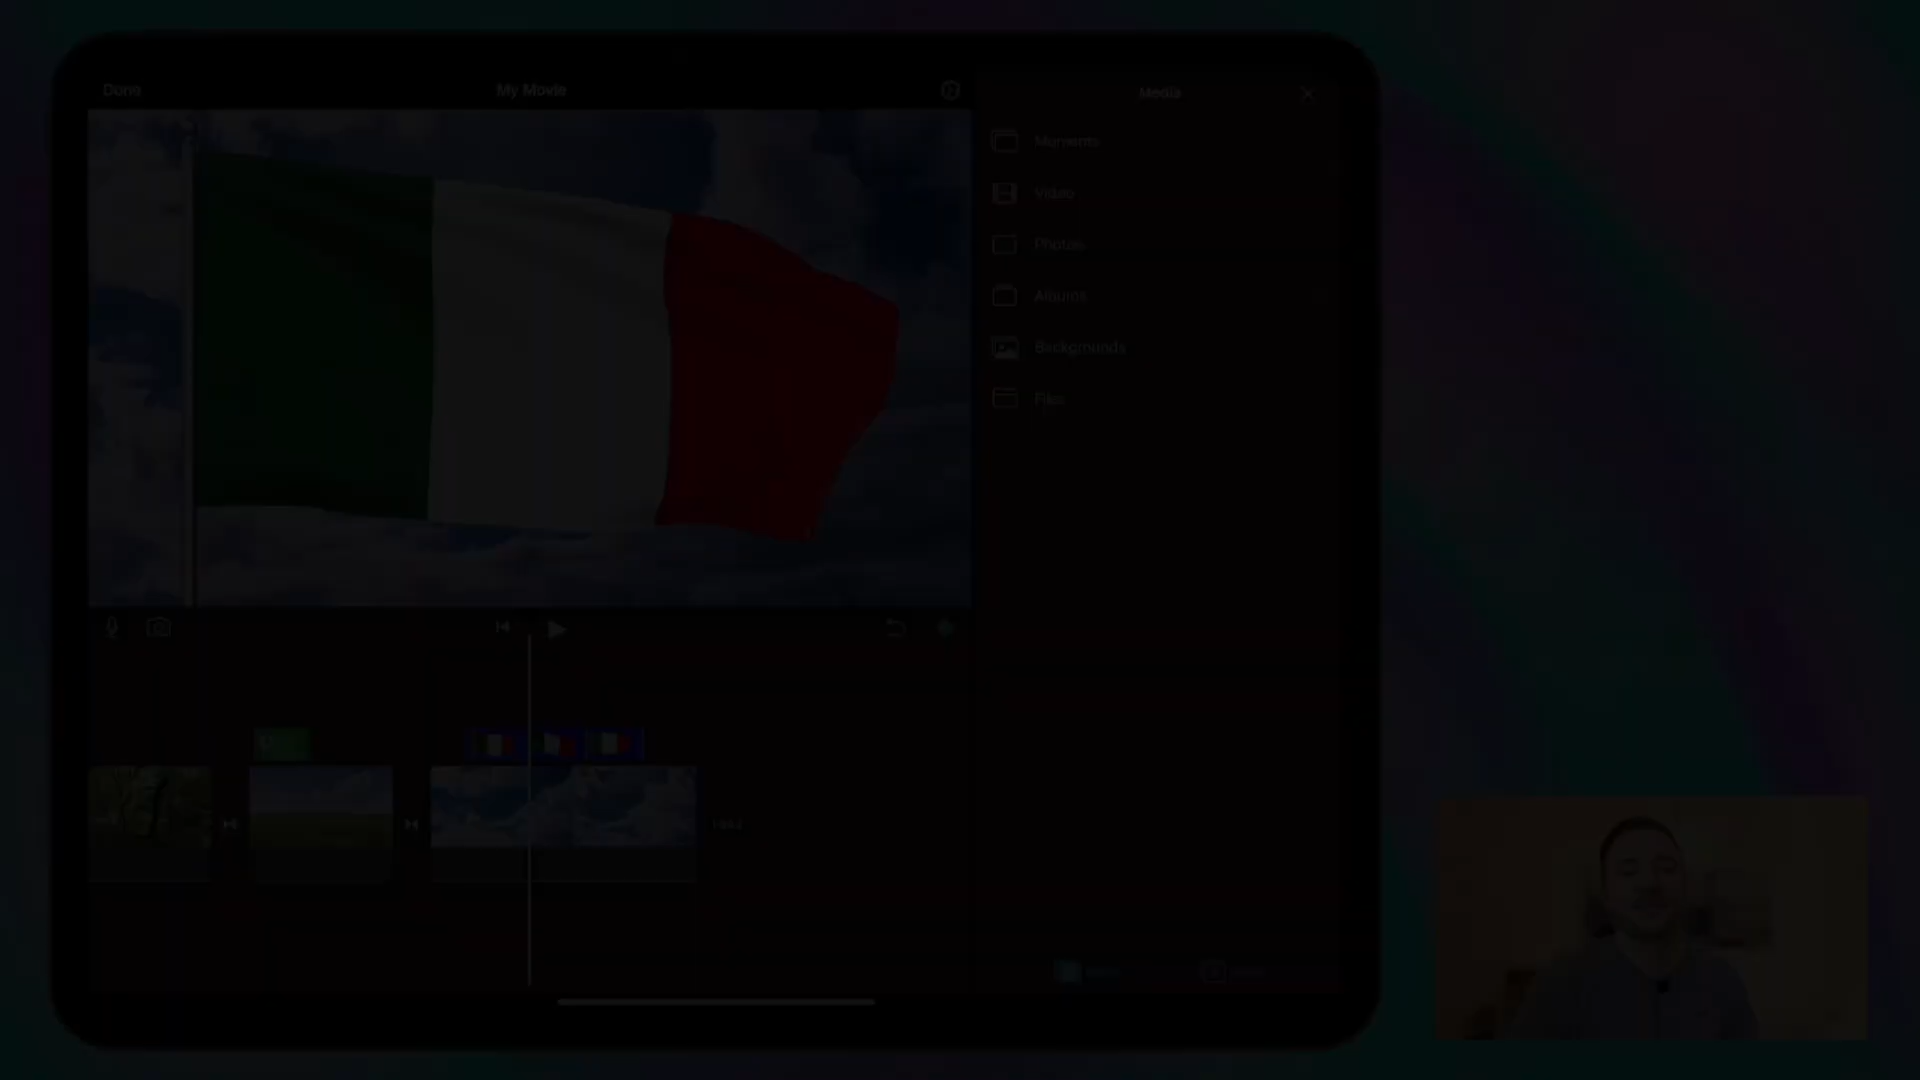 Done
My Movie
Media
Moments
Video
Photos
Albums
Backgrounds
Files